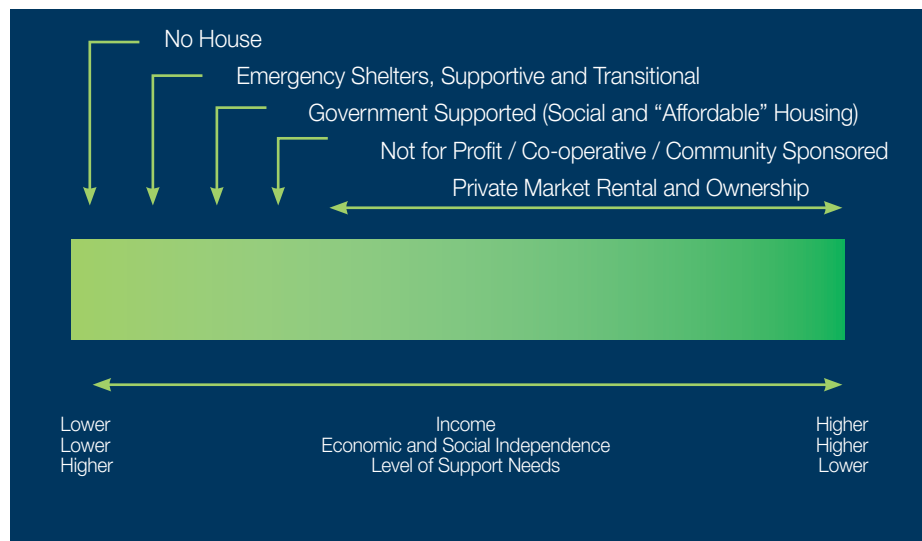 No House
Emergency Shelters, Supportive and Transitional
Government Supported (Social and “Affordable” Housing)
Not for Profit / Co-operative / Community Sponsored
Private Market Rental and Ownership
Lower Income Higher
Lower Economic and Social Independence Higher
Higher Level of Support Needs Lower